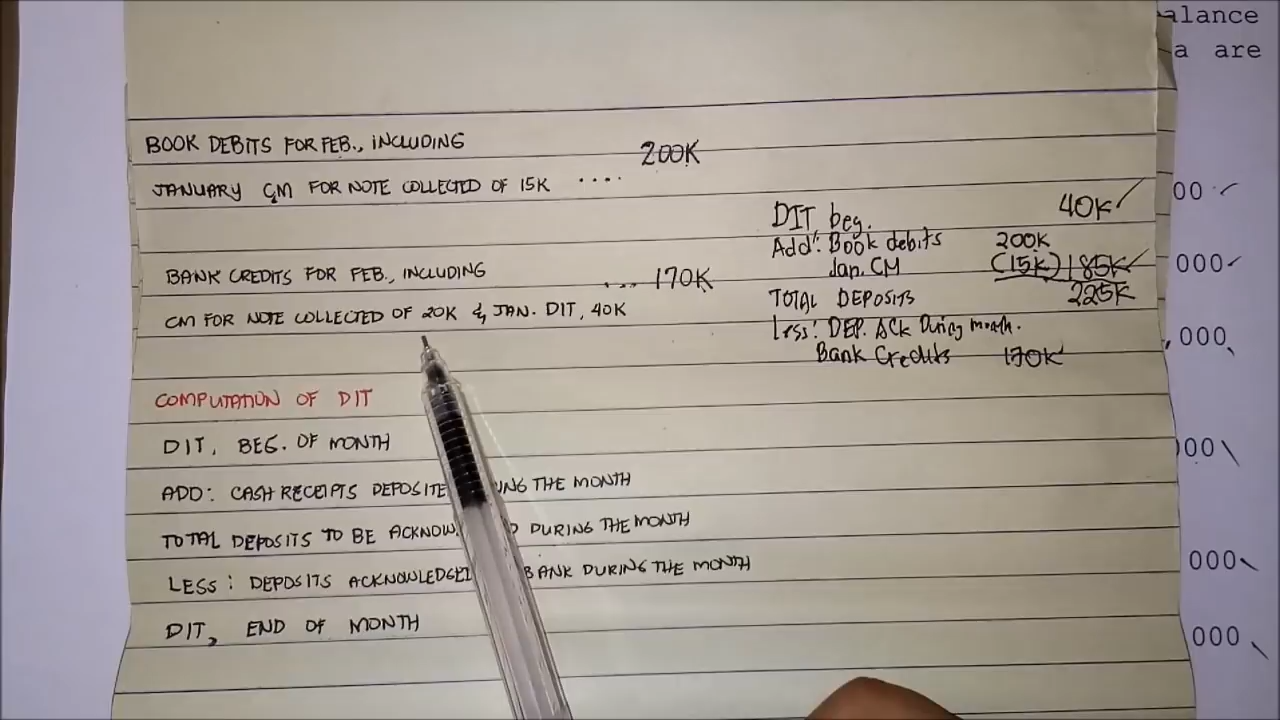 alance
a are
BOOK DEBITS FOR FEB., INCLUDING
200K
JANUARY CM FOR NOTE COLLECTED OF 15K ....
BANK CREDITS FOR FEB., INCLUDING
.... 170K
CM FOR NOTE COLLECTED OF 20K & JAN. DIT, 40K
COMPUTATION OF DIT
DIT, BEG. OF MONTH
ADD: CASH RECEIPTS DEPOSITE ING THE MONTH
TOTAL DEPOSITS TO BE ACKNOW D DURING THE MONTH
LESS: DEPOSITS ACKNOWLEDGE BANK DURING THE MONTH
DIT, END OF MONTH
DIT, beg. 40K ✓
Add: Book debits 200K
Jan. CM (15K) 185K ✓
TOTAL DEPOSITS 225K
Less: DEP. ACK During month.
Bank Credits 170K
00 ✓
000 ✓
,000
000
000
000